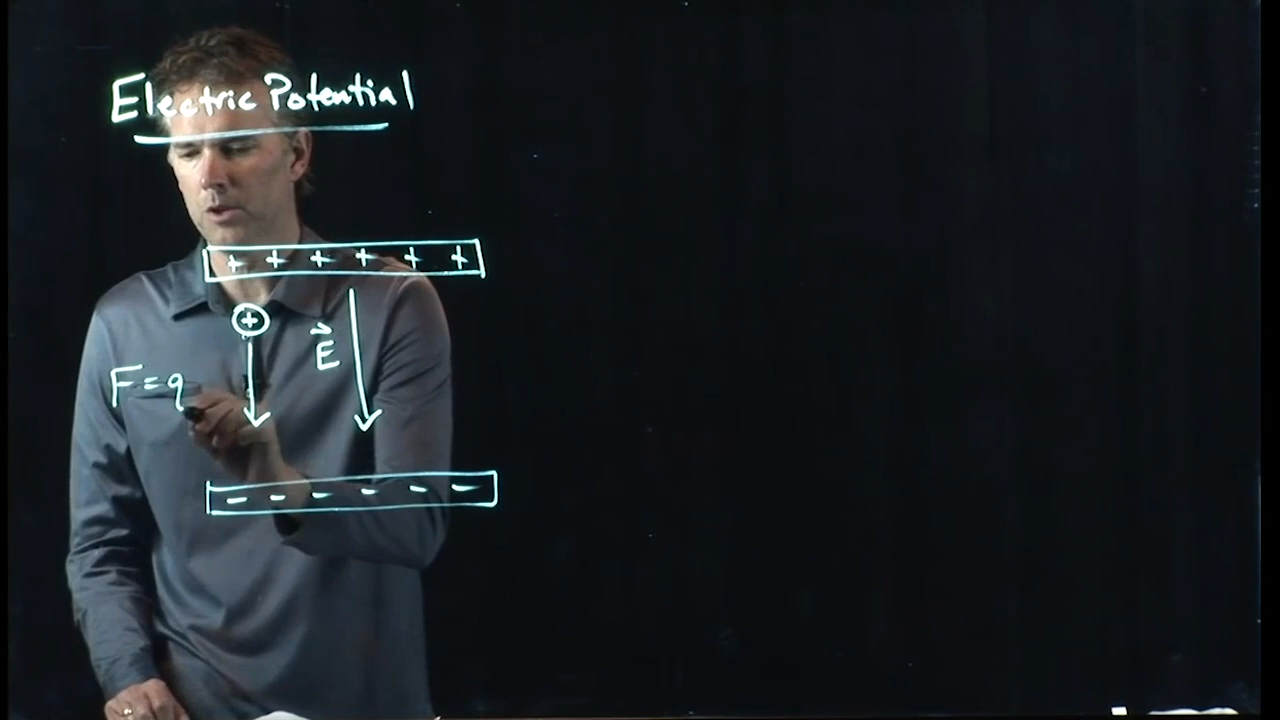 Electric Potential
+ + + + + +
+
E
F = q
- - - - - -